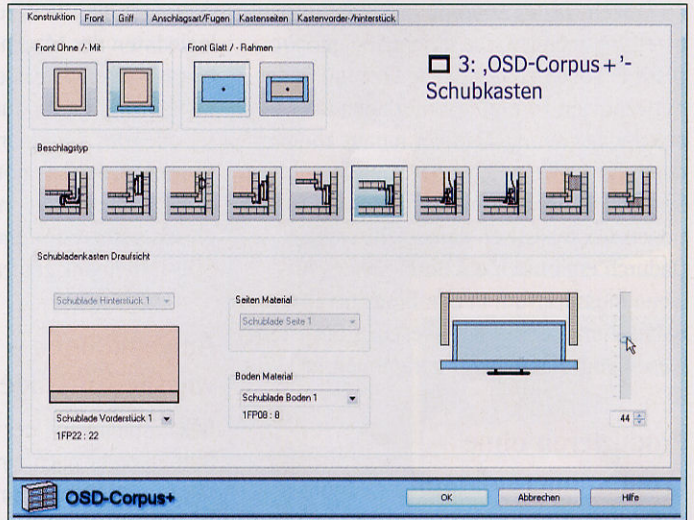 Konstruktion Front Griff Anschlagsart/Fugen Kastenseiten Kastenvorder-/hinterstück
Front Ohne /- Mit
Front Glatt / - Rahmen
3: ,OSD-Corpus+'-
Schubkasten
Beschlagstyp
Schubladenkasten Draufsicht
Schublade Hinterstück 1
Seiten Material
Schublade Seite 1
Boden Material
Schublade Boden 1
1FP08 : 8
Schublade Vorderstück 1
1FP22 : 22
44
OSD-Corpus+
OK
Abbrechen
Hilfe